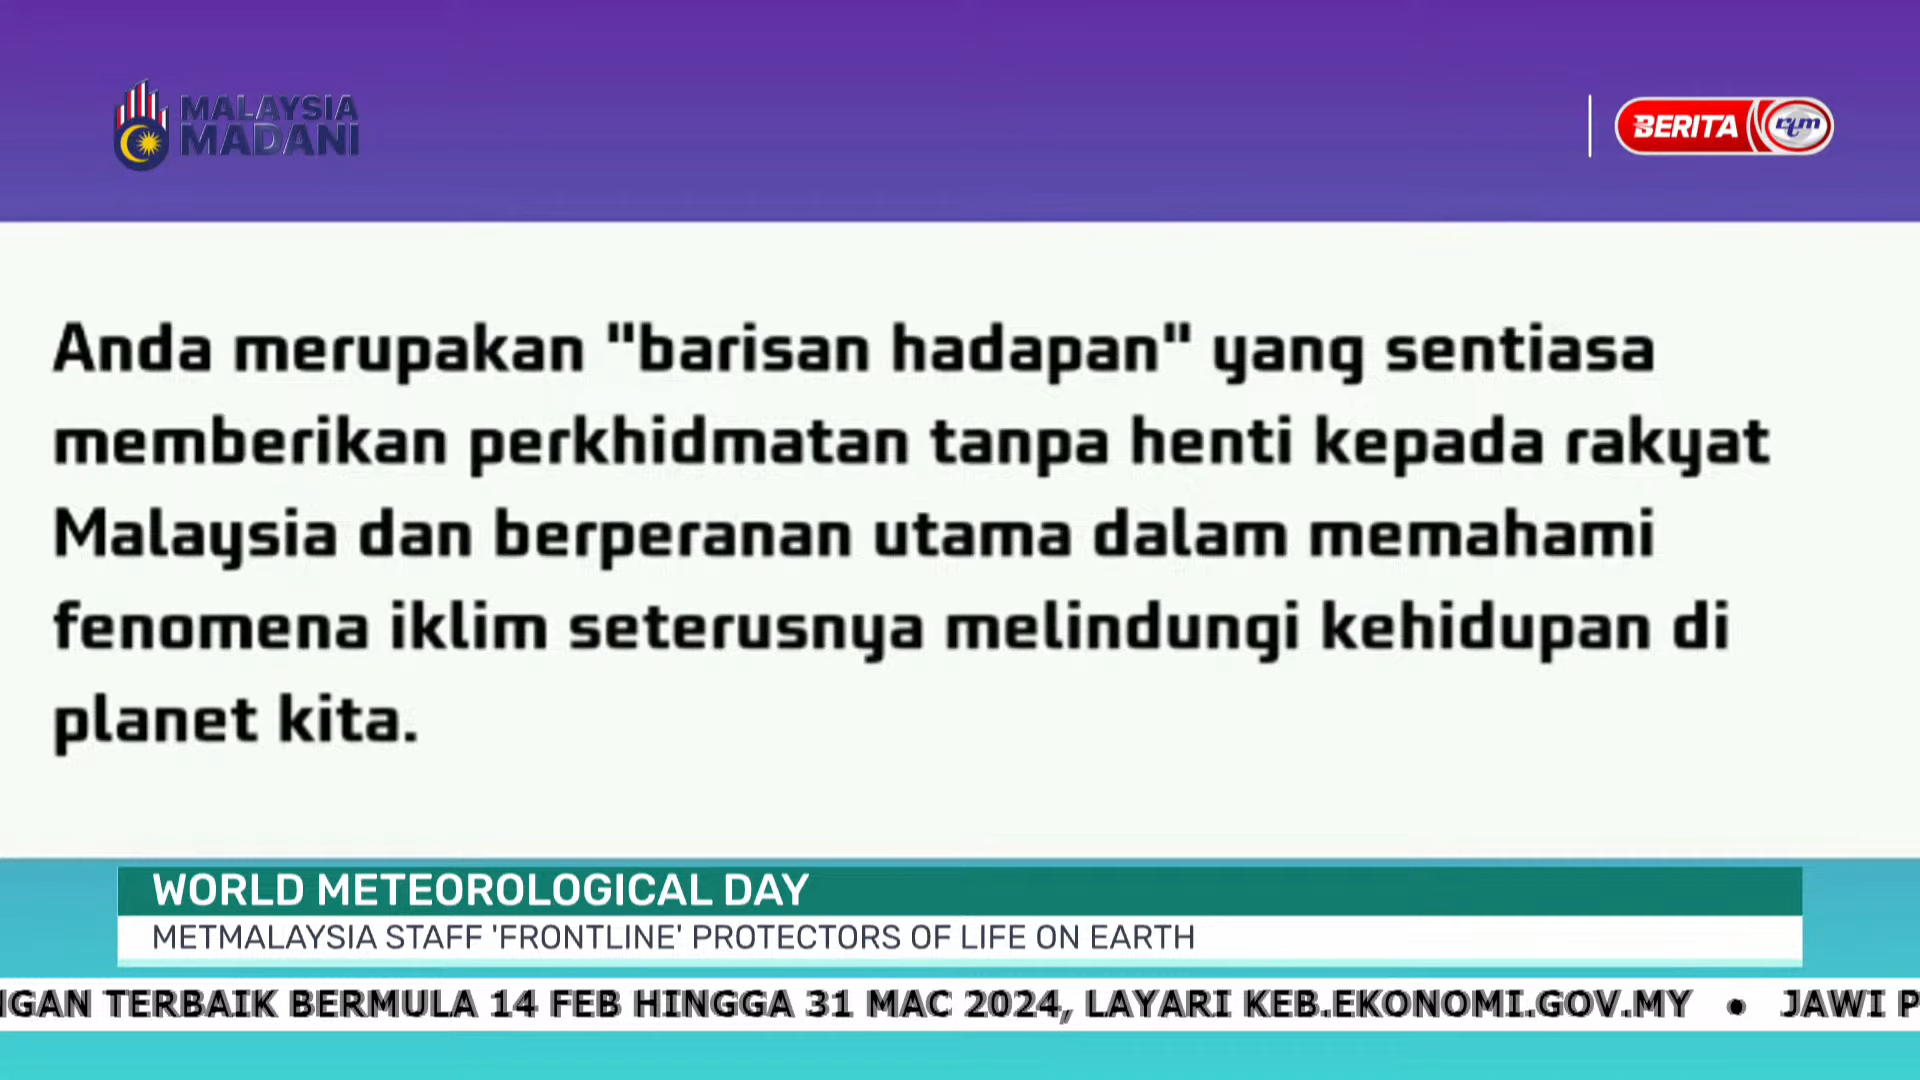 MALAYSIA
MADANI
BERITA rtm
Anda merupakan "barisan hadapan" yang sentiasa
memberikan perkhidmatan tanpa henti kepada rakyat
Malaysia dan berperanan utama dalam memahami
fenomena iklim seterusnya melindungi kehidupan di
planet kita.
WORLD METEOROLOGICAL DAY
METMALAYSIA STAFF 'FRONTLINE' PROTECTORS OF LIFE ON EARTH
NGAN TERBAIK BERMULA 14 FEB HINGGA 31 MAC 2024, LAYARI KEB.EKONOMI.GOV.MY • JAWI P